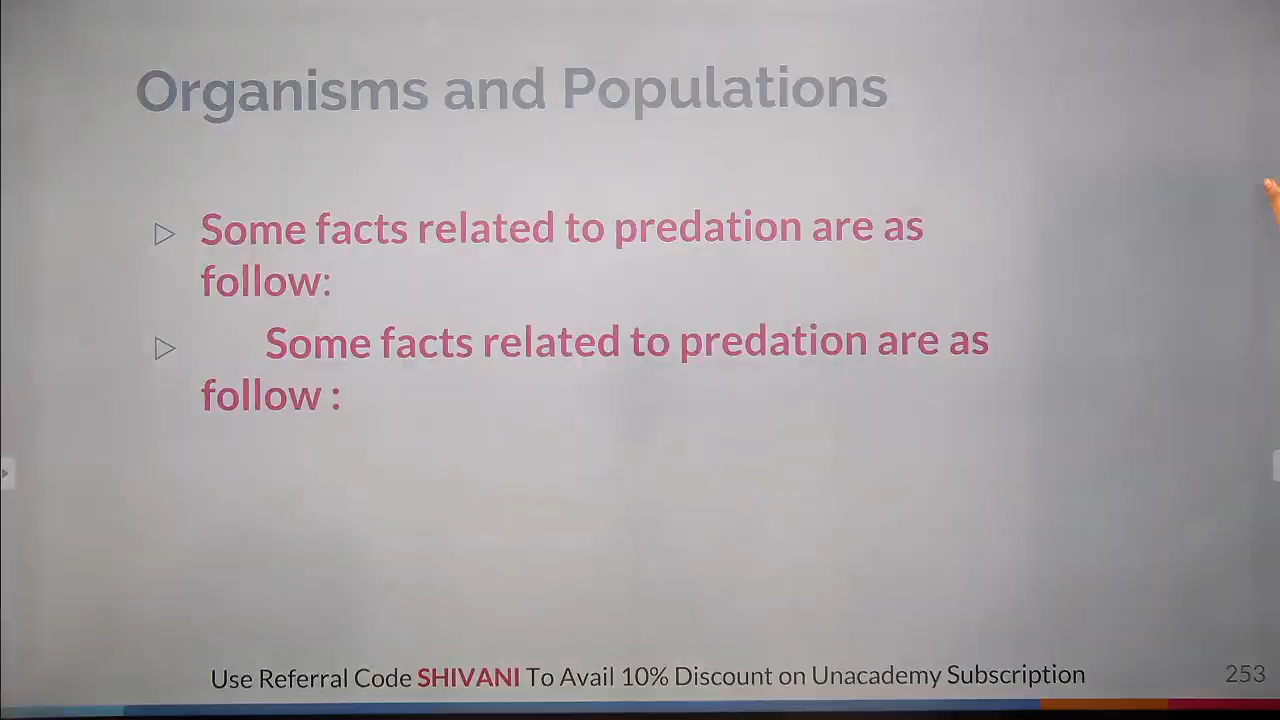 Organisms and Populations
Some facts related to predation are as
follow:
Some facts related to predation are as
follow :
Use Referral Code SHIVANI To Avail 10% Discount on Unacademy Subscription
253